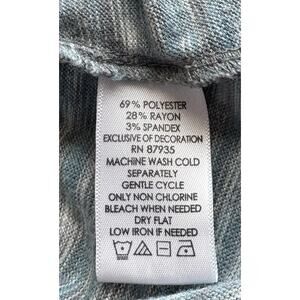 69% POLYESTER
28% RAYON
3% SPANDEX
EXCLUSIVE OF DECORATION
RN 87935
MACHINE WASH COLD
SEPARATELY
GENTLE CYCLE
ONLY NON CHLORINE
BLEACH WHEN NEEDED
DRY FLAT
LOW IRON IF NEEDED